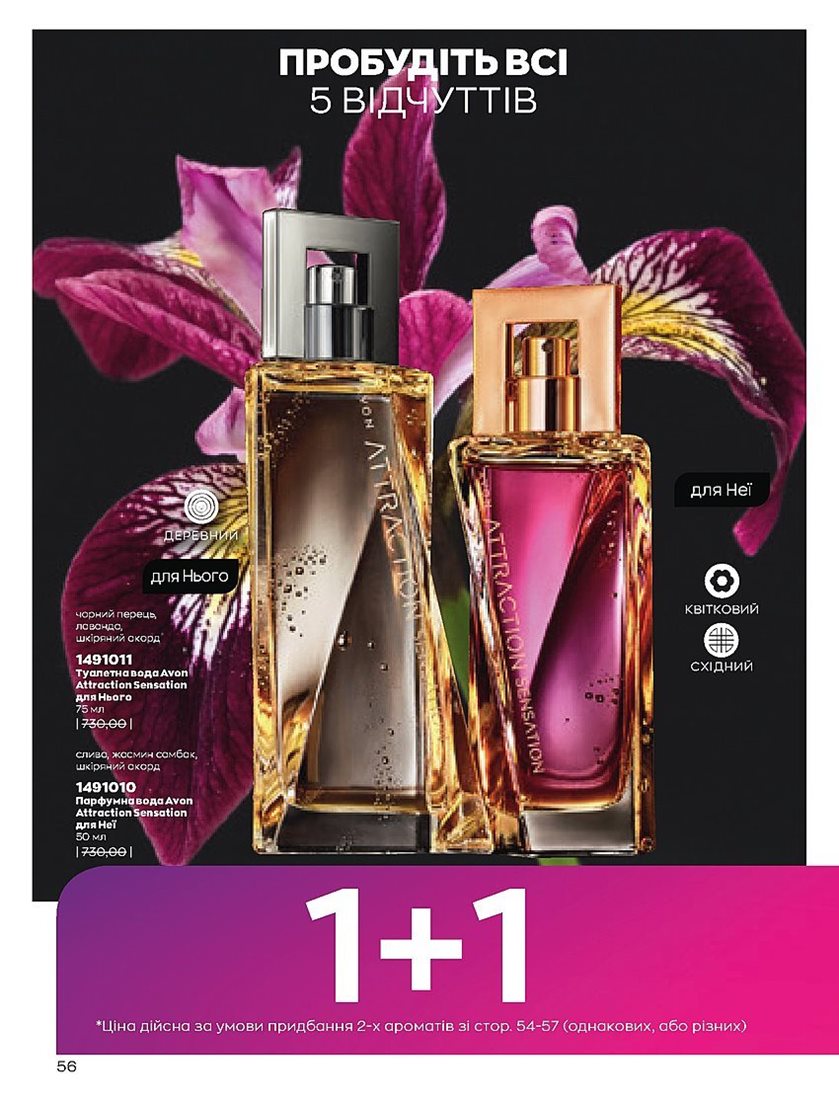 ПРОБУДІТЬ ВСІ
5 ВІДЧУТТІВ
AVON
ATTRACTION SENSATION
ATTRACTION SENSATION
ДЕРЕВНИЙ
для Нього
чорний перець,
лаванда,
шкіряний акорд
1491011
Туалетна вода Avon
Attraction Sensation
для Нього
75 мл
| 730,00 |
слива, жасмин самбак,
шкіряний акорд
1491010
Парфумна вода Avon
Attraction Sensation
для Неї
50 мл
| 730,00 |
для Неї
КВІТКОВИЙ
СХІДНИЙ
1+1
*Ціна дійсна за умови придбання 2-х ароматів зі стор. 54-57 (однакових, або різних)
56